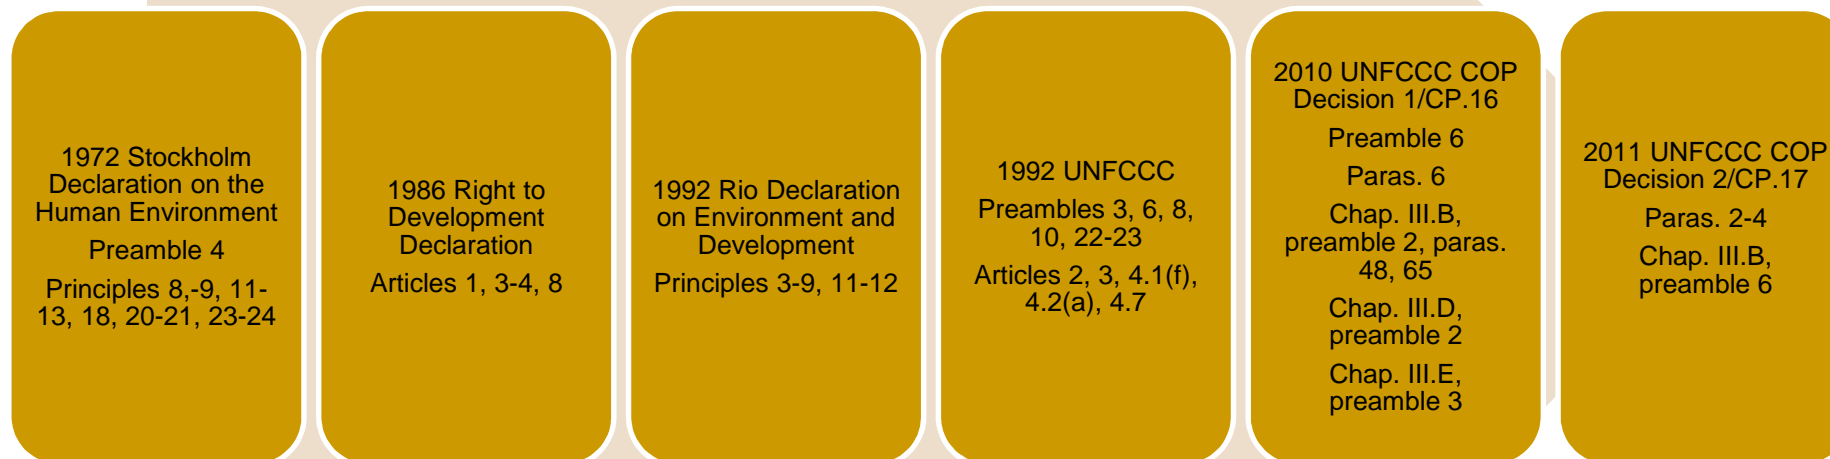 1972 Stockholm
Declaration on the
Human Environment
Preamble 4
Principles 8,-9, 11-
13, 18, 20-21, 23-24
1986 Right to
Development
Declaration
Articles 1, 3-4, 8
1992 Rio Declaration
on Environment and
Development
Principles 3-9, 11-12
1992 UNFCCC
Preambles 3, 6, 8,
10, 22-23
Articles 2, 3, 4.1(f),
4.2(a), 4.7
2010 UNFCCC COP
Decision 1/CP.16
Preamble 6
Paras. 6
Chap. III.B,
preamble 2, paras.
48, 65
Chap. III.D,
preamble 2
Chap. III.E,
preamble 3
2011 UNFCCC COP
Decision 2/CP.17
Paras. 2-4
Chap. III.B,
preamble 6